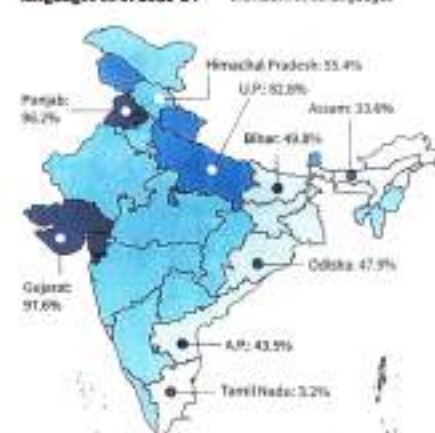 Himachal Pradesh: 55.4%
U.P.: 82.8%
Punjab:
96.2%
Assam: 33.6%
Bihar: 49.8%
Odisha: 47.9%
Gujarat:
97.6%
A.P.: 43.5%
Tamil Nadu: 3.2%